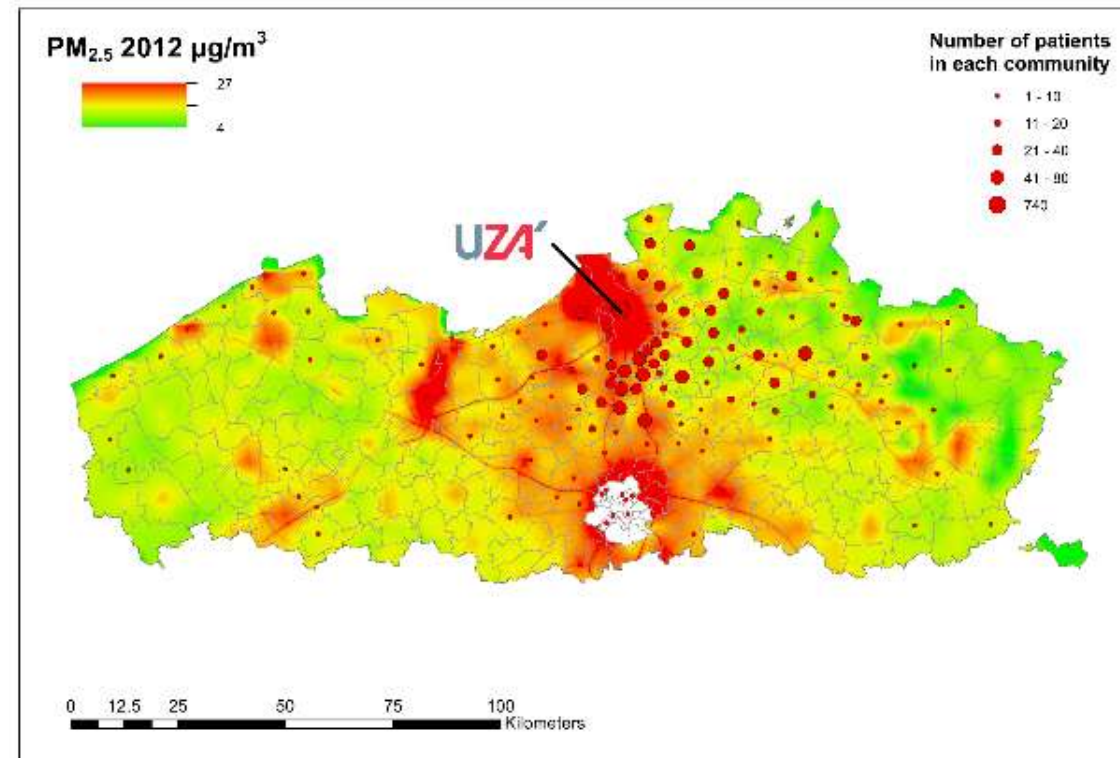 PM2.5 2012 µg/m3
27
4
Number of patients
in each community
1 - 10
11 - 20
21 - 40
41 - 80
740
UZA'
0 12.5 25 50 75 100
Kilometers